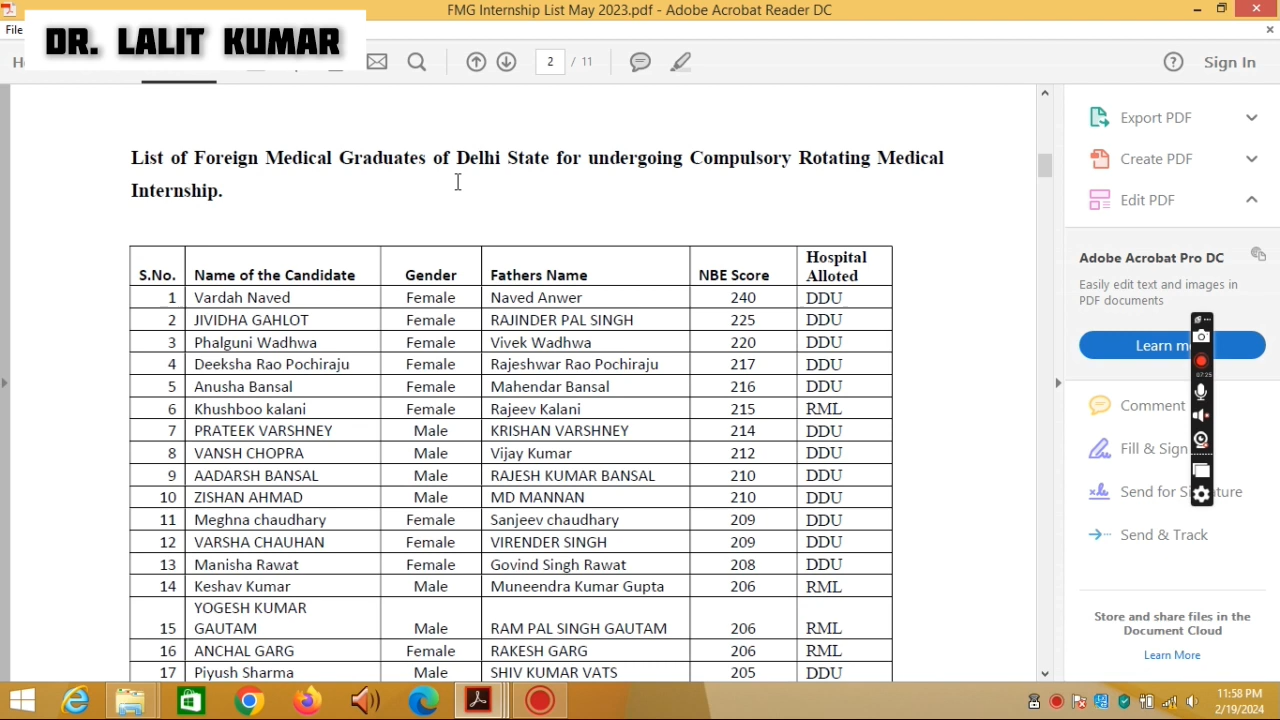 FMG Internship List May 2023.pdf - Adobe Acrobat Reader DC
File
DR. LALIT KUMAR
2 / 11
Sign In
List of Foreign Medical Graduates of Delhi State for undergoing Compulsory Rotating Medical
Internship.
S.No. Name of the Candidate Gender Fathers Name NBE Score Hospital Alloted
1 Vardah Naved Female Naved Anwer 240 DDU
2 JIVIDHA GAHLOT Female RAJINDER PAL SINGH 225 DDU
3 Phalguni Wadhwa Female Vivek Wadhwa 220 DDU
4 Deeksha Rao Pochiraju Female Rajeshwar Rao Pochiraju 217 DDU
5 Anusha Bansal Female Mahendar Bansal 216 DDU
6 Khushboo kalani Female Rajeev Kalani 215 RML
7 PRATEEK VARSHNEY Male KRISHAN VARSHNEY 214 DDU
8 VANSH CHOPRA Male Vijay Kumar 212 DDU
9 AADARSH BANSAL Male RAJESH KUMAR BANSAL 210 DDU
10 ZISHAN AHMAD Male MD MANNAN 210 DDU
11 Meghna chaudhary Female Sanjeev chaudhary 209 DDU
12 VARSHA CHAUHAN Female VIRENDER SINGH 209 DDU
13 Manisha Rawat Female Govind Singh Rawat 208 DDU
14 Keshav Kumar Male Muneendra Kumar Gupta 206 RML
15 YOGESH KUMAR GAUTAM Male RAM PAL SINGH GAUTAM 206 RML
16 ANCHAL GARG Female RAKESH GARG 206 RML
17 Piyush Sharma Male SHIV KUMAR VATS 205 DDU
Export PDF
Create PDF
Edit PDF
Adobe Acrobat Pro DC
Easily edit text and images in
PDF documents
Learn
07:25
Comment
Fill & Sign
Send for Signature
Send & Track
Store and share files in the
Document Cloud
Learn More
11:58 PM
2/19/2024